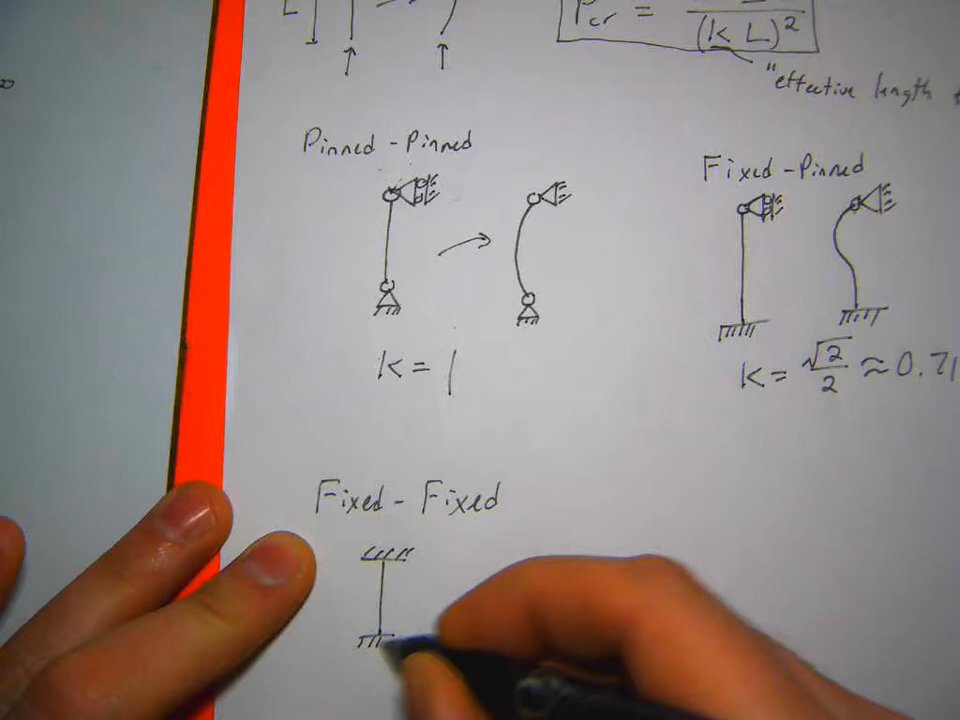 L
Pcr =
(k L)²
"effective length
Pinned - Pinned
Fixed - Pinned
k = 1
k = √2/2 ≈ 0.71
Fixed - Fixed